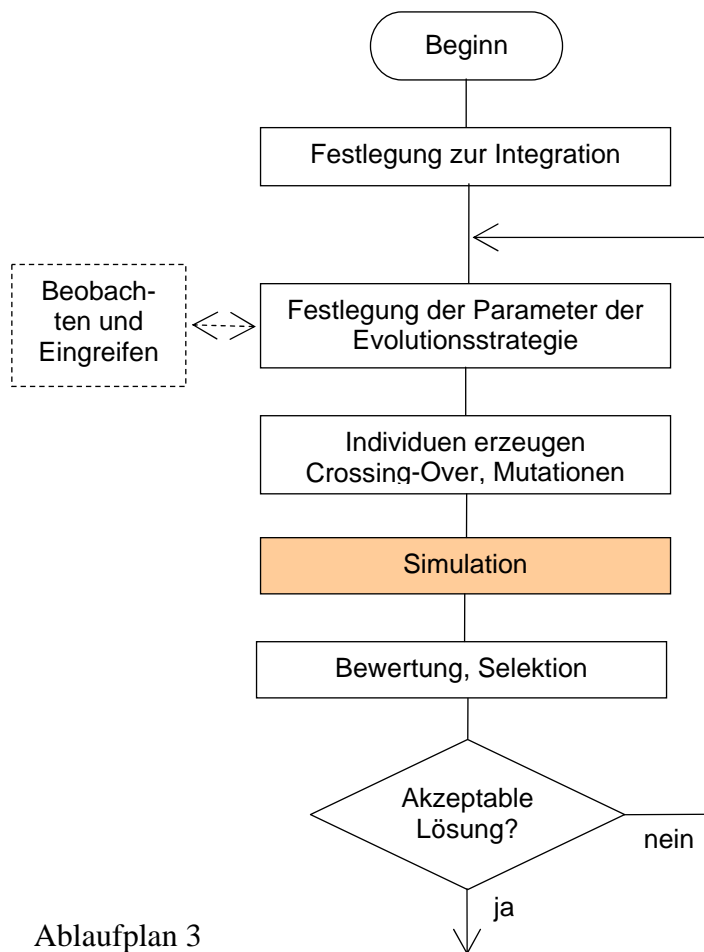 Beginn
Festlegung zur Integration
Beobach-
ten und
Eingreifen
Festlegung der Parameter der
Evolutionsstrategie
Individuen erzeugen
Crossing-Over, Mutationen
Simulation
Bewertung, Selektion
Akzeptable
Lösung?
nein
ja
Ablaufplan 3